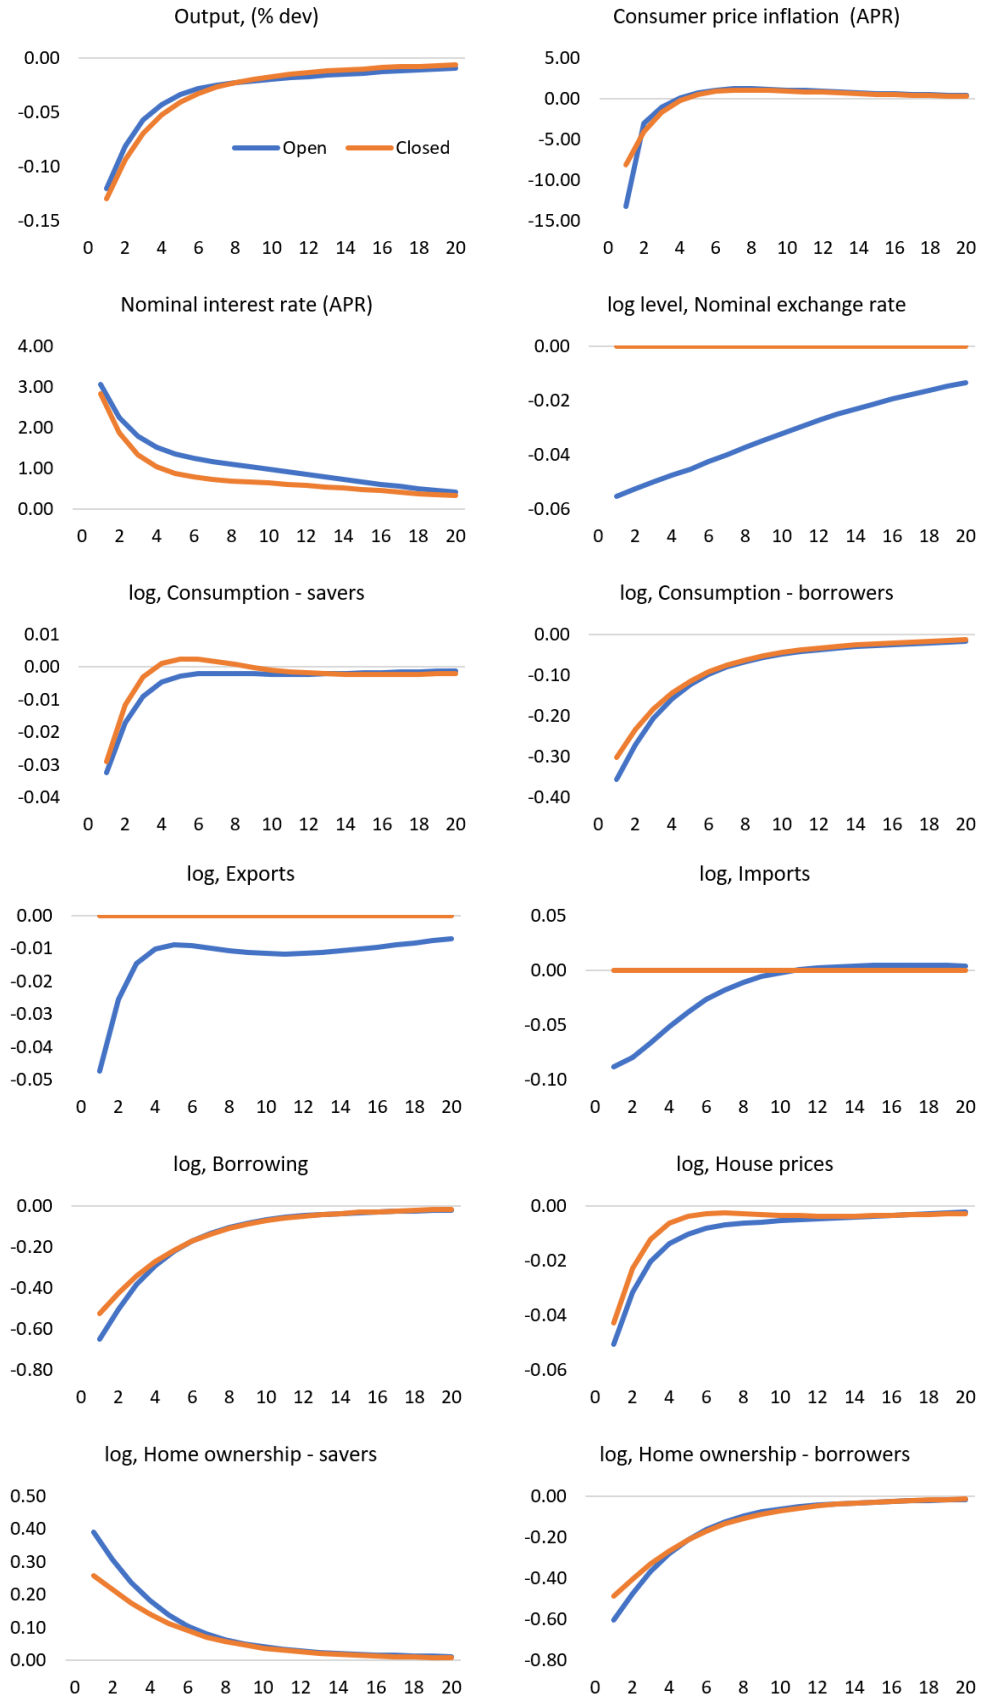 Output, (% dev)
0.00
-0.05
-0.10
-0.15
Open
Closed
0 2 4 6 8 10 12 14 16 18 20
Consumer price inflation (APR)
5.00
0.00
-5.00
-10.00
-15.00
0 2 4 6 8 10 12 14 16 18 20
Nominal interest rate (APR)
4.00
3.00
2.00
1.00
0.00
0 2 4 6 8 10 12 14 16 18 20
log level, Nominal exchange rate
0.00
-0.02
-0.04
-0.06
0 2 4 6 8 10 12 14 16 18 20
log, Consumption - savers
0.01
0.00
-0.01
-0.02
-0.03
-0.04
0 2 4 6 8 10 12 14 16 18 20
log, Consumption - borrowers
0.00
-0.10
-0.20
-0.30
-0.40
0 2 4 6 8 10 12 14 16 18 20
log, Exports
0.00
-0.01
-0.02
-0.03
-0.04
-0.05
0 2 4 6 8 10 12 14 16 18 20
log, Imports
0.05
0.00
-0.05
-0.10
0 2 4 6 8 10 12 14 16 18 20
log, Borrowing
0.00
-0.20
-0.40
-0.60
-0.80
0 2 4 6 8 10 12 14 16 18 20
log, House prices
0.00
-0.02
-0.04
-0.06
0 2 4 6 8 10 12 14 16 18 20
log, Home ownership - savers
0.50
0.40
0.30
0.20
0.10
0.00
0 2 4 6 8 10 12 14 16 18 20
log, Home ownership - borrowers
0.00
-0.20
-0.40
-0.60
-0.80
0 2 4 6 8 10 12 14 16 18 20